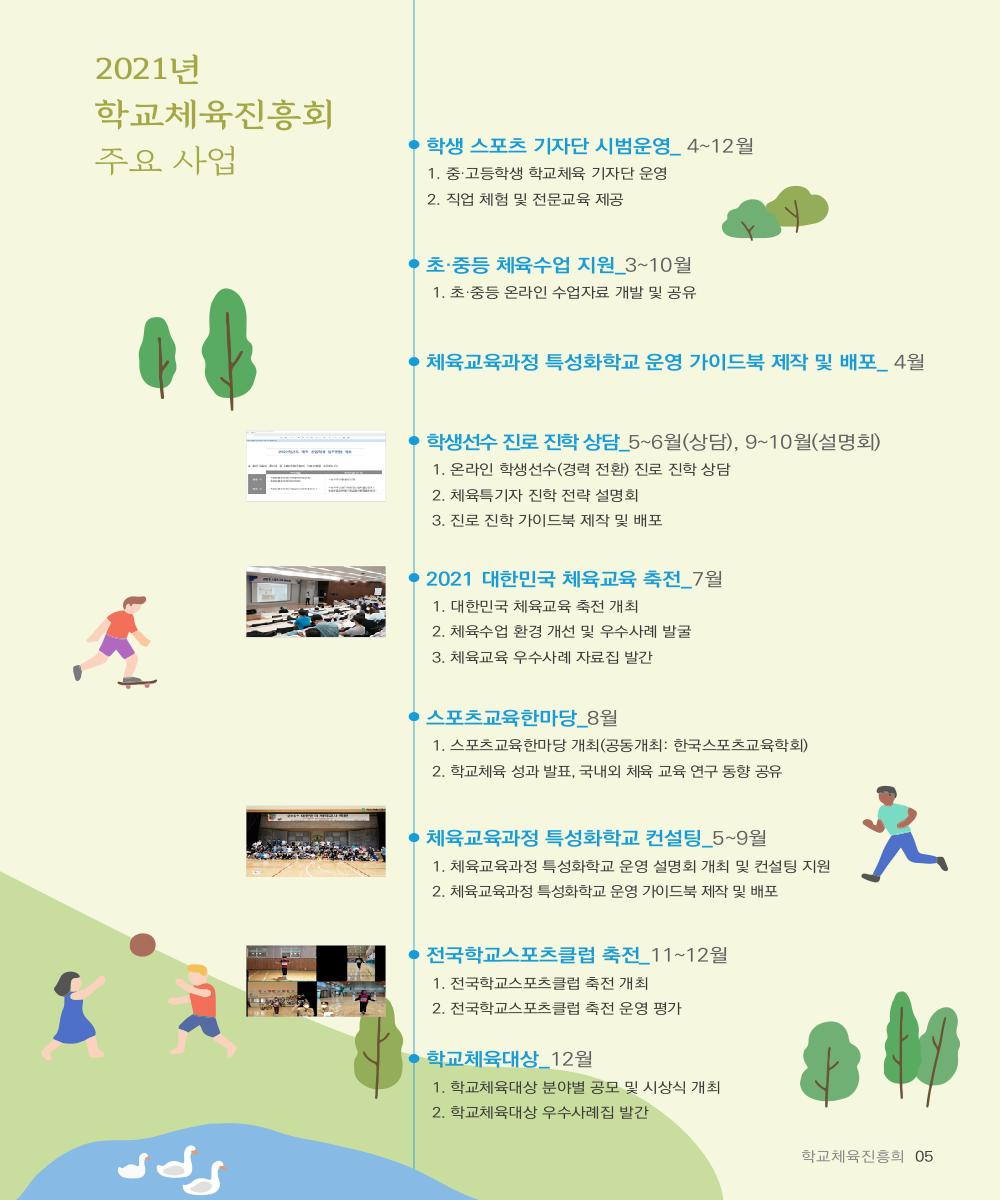 2021년
학교체육진흥회
주요 사업
학생 스포츠 기자단 시범운영_ 4~12월
1. 중·고등학생 학교체육 기자단 운영
2. 직업 체험 및 전문교육 제공
초·중등 체육수업 지원_3~10월
1. 초·중등 온라인 수업자료 개발 및 공유
체육교육과정 특성화학교 운영 가이드북 제작 및 배포_ 4월
학생선수 진로 진학 상담_5~6월(상담), 9~10월(설명회)
1. 온라인 학생선수(경력 전환) 진로 진학 상담
2. 체육특기자 진학 전략 설명회
3. 진로 진학 가이드북 제작 및 배포
2021 대한민국 체육교육 축전_7월
1. 대한민국 체육교육 축전 개최
2. 체육수업 환경 개선 및 우수사례 발굴
3. 체육교육 우수사례 자료집 발간
스포츠교육한마당_8월
1. 스포츠교육한마당 개최(공동개최: 한국스포츠교육학회)
2. 학교체육 성과 발표, 국내외 체육 교육 연구 동향 공유
체육교육과정 특성화학교 컨설팅_5~9월
1. 체육교육과정 특성화학교 운영 설명회 개최 및 컨설팅 지원
2. 체육교육과정 특성화학교 운영 가이드북 제작 및 배포
전국학교스포츠클럽 축전_11~12월
1. 전국학교스포츠클럽 축전 개최
2. 전국학교스포츠클럽 축전 운영 평가
학교체육대상_12월
1. 학교체육대상 분야별 공모 및 시상식 개최
2. 학교체육대상 우수사례집 발간
학교체육진흥회 05